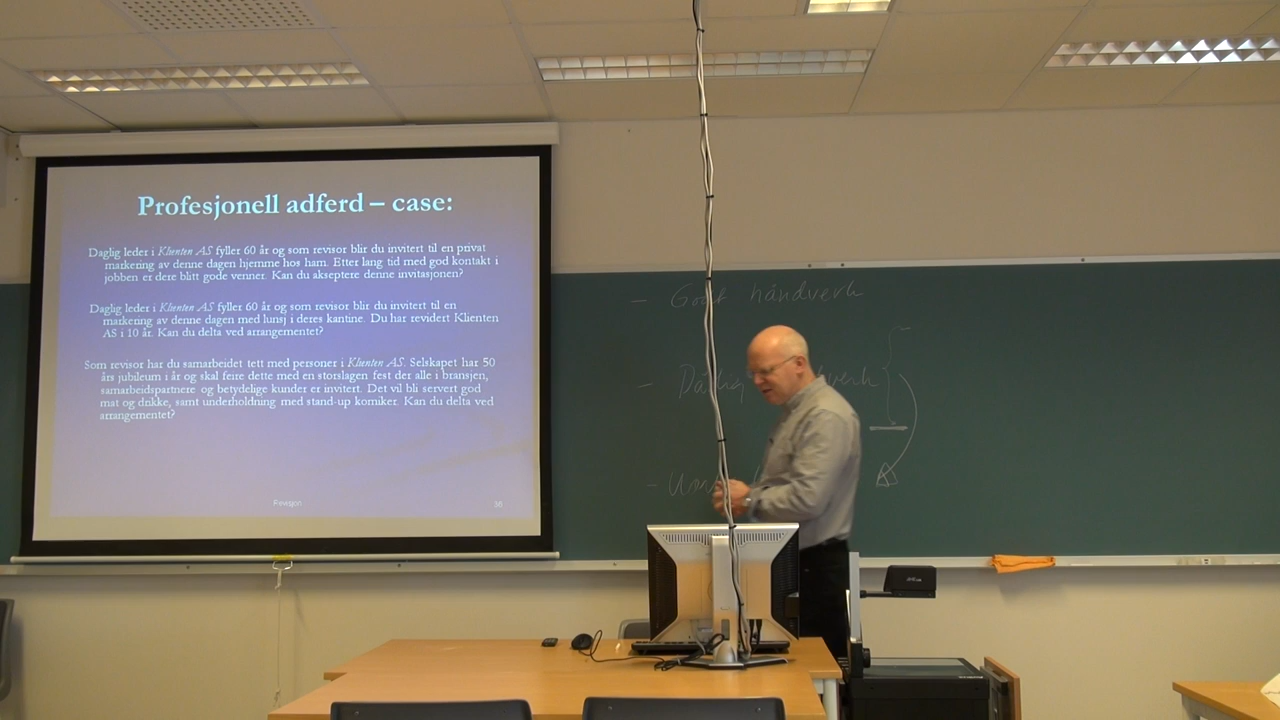 Profesjonell adferd – case:
Daglig leder i Klienten AS fyller 60 år og som revisor blir du invitert til en privat
markering av denne dagen hjemme hos ham. Etter lang tid med god kontakt i
jobben er dere blitt gode venner. Kan du akseptere denne invitasjonen?
Daglig leder i Klienten AS fyller 60 år og som revisor blir du invitert til en
markering av denne dagen med lunsj i deres kantine. Du har revidert Klienten
AS i 10 år. Kan du delta ved arrangementet?
Som revisor har du samarbeidet tett med personer i Klienten AS. Selskapet har 50
års jubileum i år og skal feire dette med en storslagen fest der alle i bransjen,
samarbeidspartnere og betydelige kunder er invitert. Det vil bli servert god
mat og drikke, samt underholdning med stand-up komiker. Kan du delta ved
arrangementet?
Revisjon
- Godt håndverk